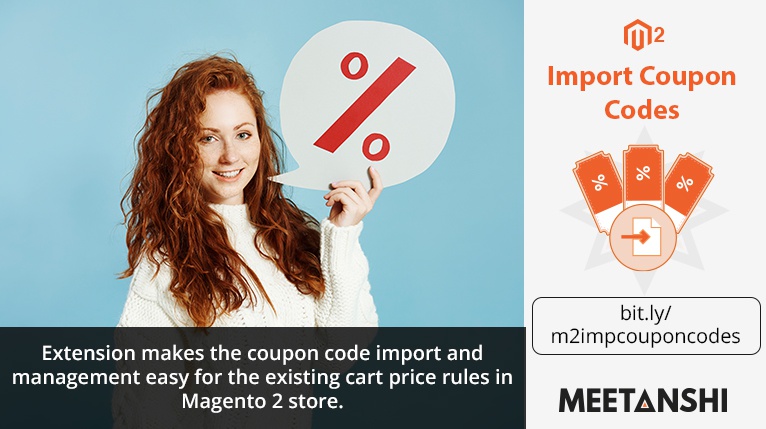 %
Extension makes the coupon code import and
management easy for the existing cart price rules in
Magento 2 store.
2
Import Coupon
Codes
% % %
bit.ly/
m2impcouponcodes
MEETANSHI